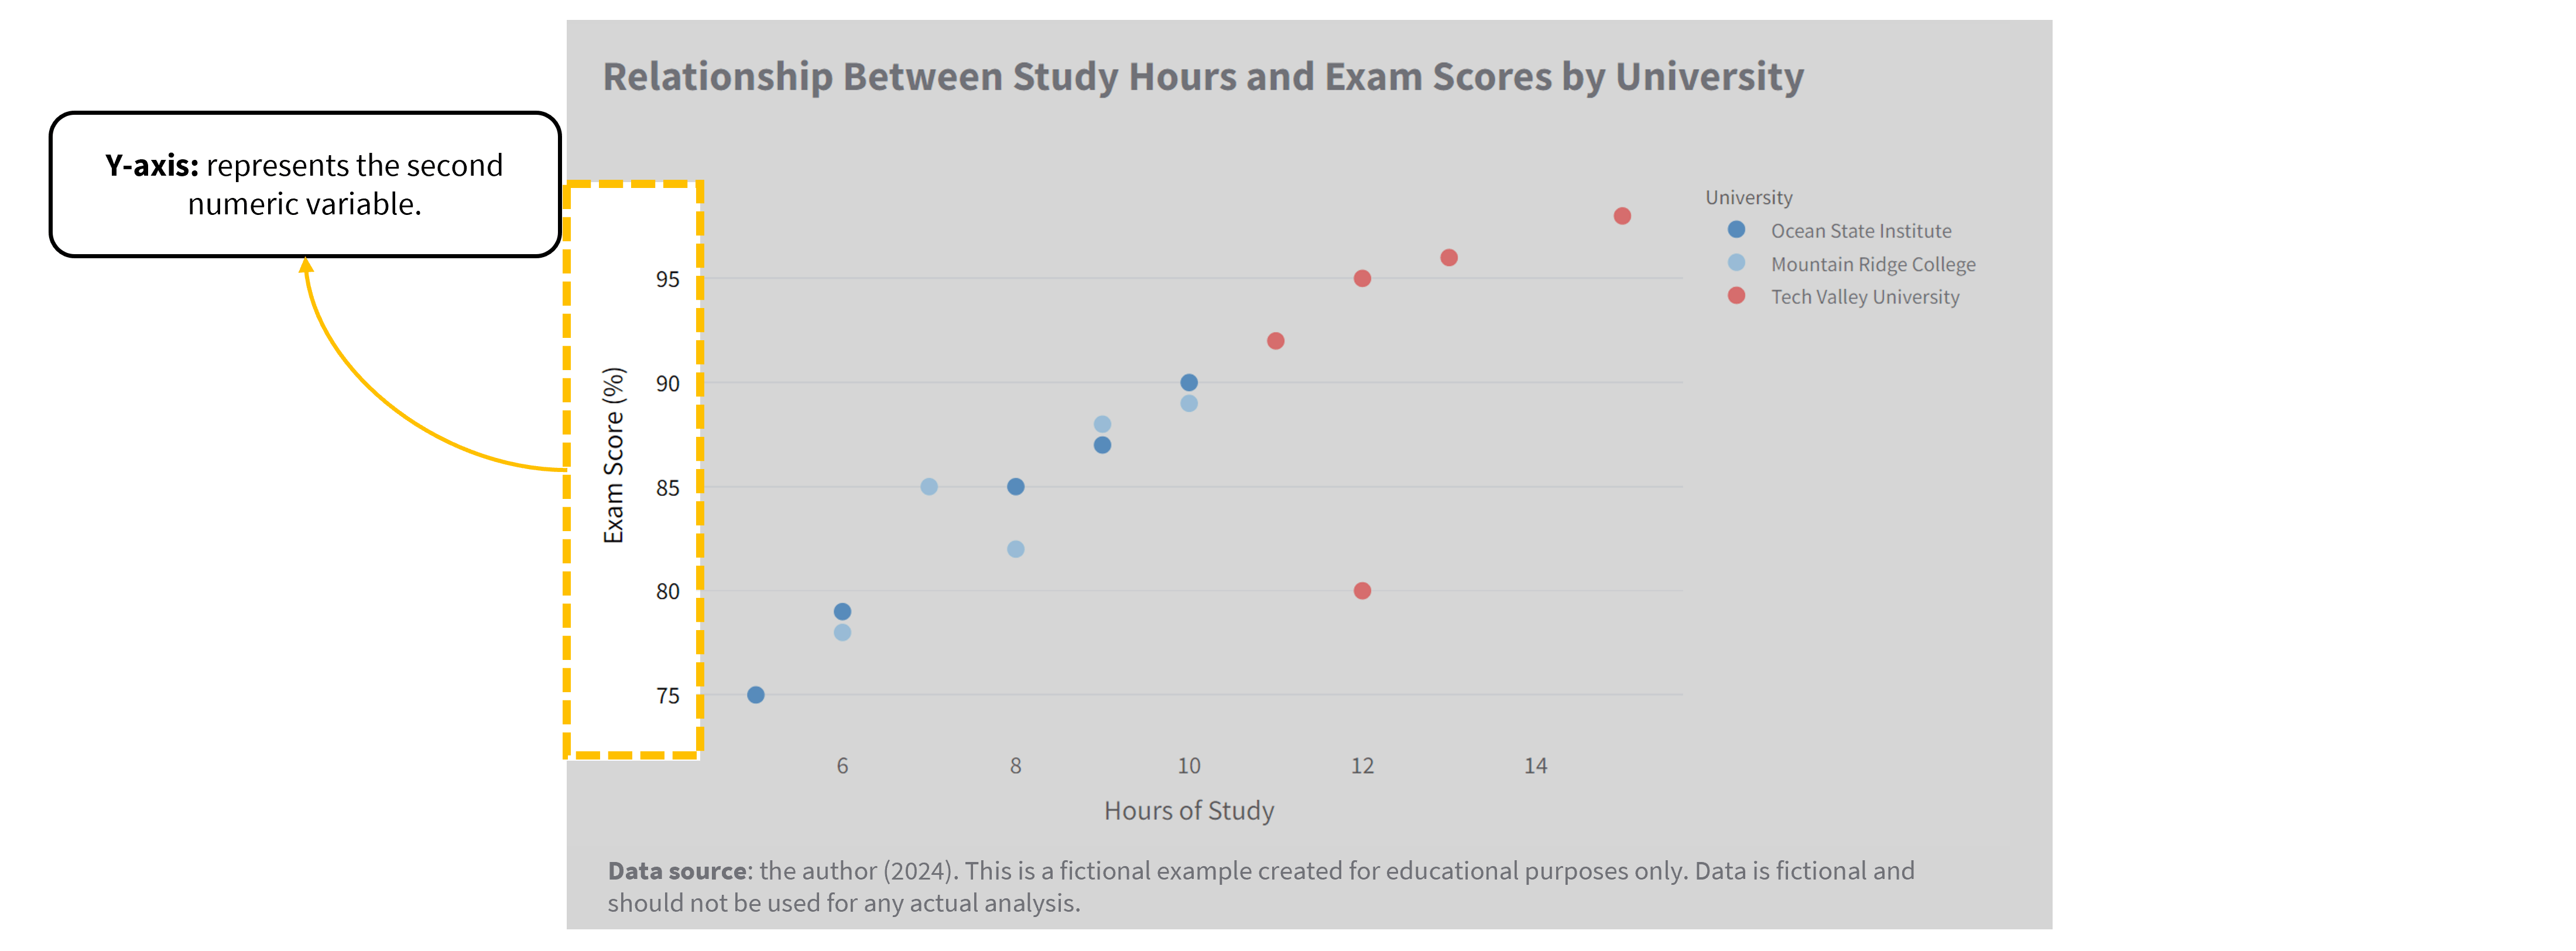 Relationship Between Study Hours and Exam Scores by University
Y-axis: represents the second
numeric variable.
University
Ocean State Institute
Mountain Ridge College
Tech Valley University
Exam Score (%)
95
90
85
80
75
6 8 10 12 14
Hours of Study
Data source: the author (2024). This is a fictional example created for educational purposes only. Data is fictional and
should not be used for any actual analysis.